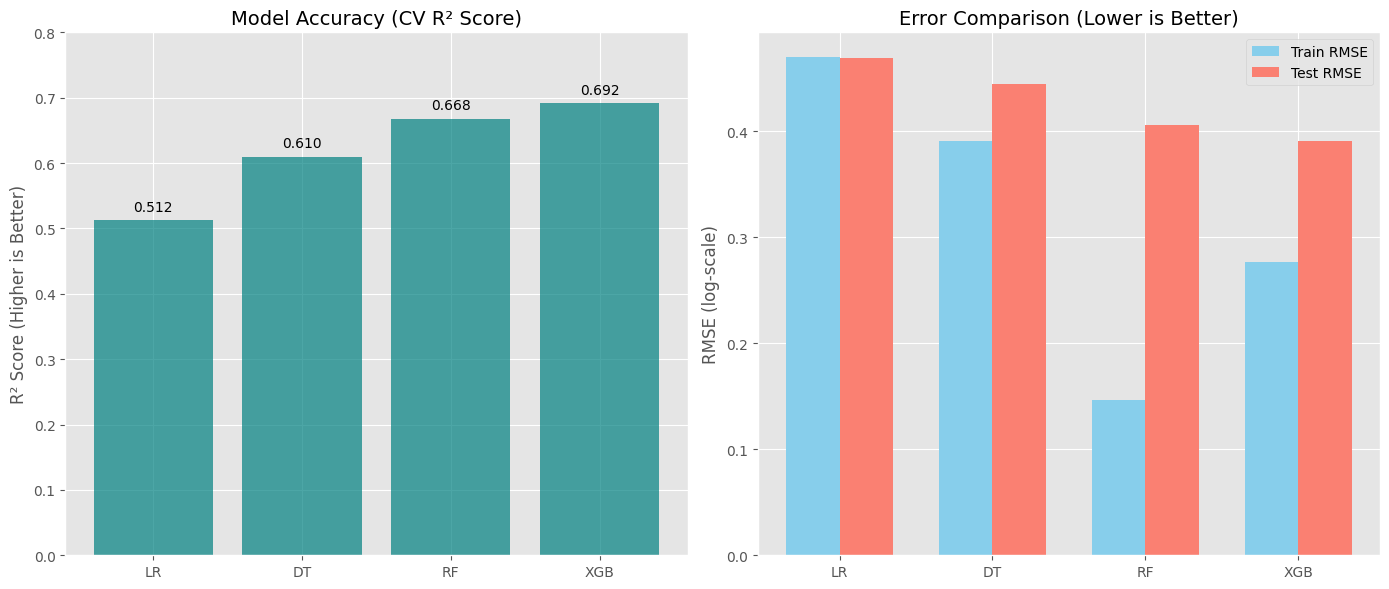 Model Accuracy (CV R² Score)
R² Score (Higher is Better)
0.8
0.7
0.6
0.5
0.4
0.3
0.2
0.1
0.0
0.512
0.610
0.668
0.692
LR
DT
RF
XGB
Error Comparison (Lower is Better)
Train RMSE
Test RMSE
RMSE (log-scale)
0.4
0.3
0.2
0.1
0.0
LR
DT
RF
XGB